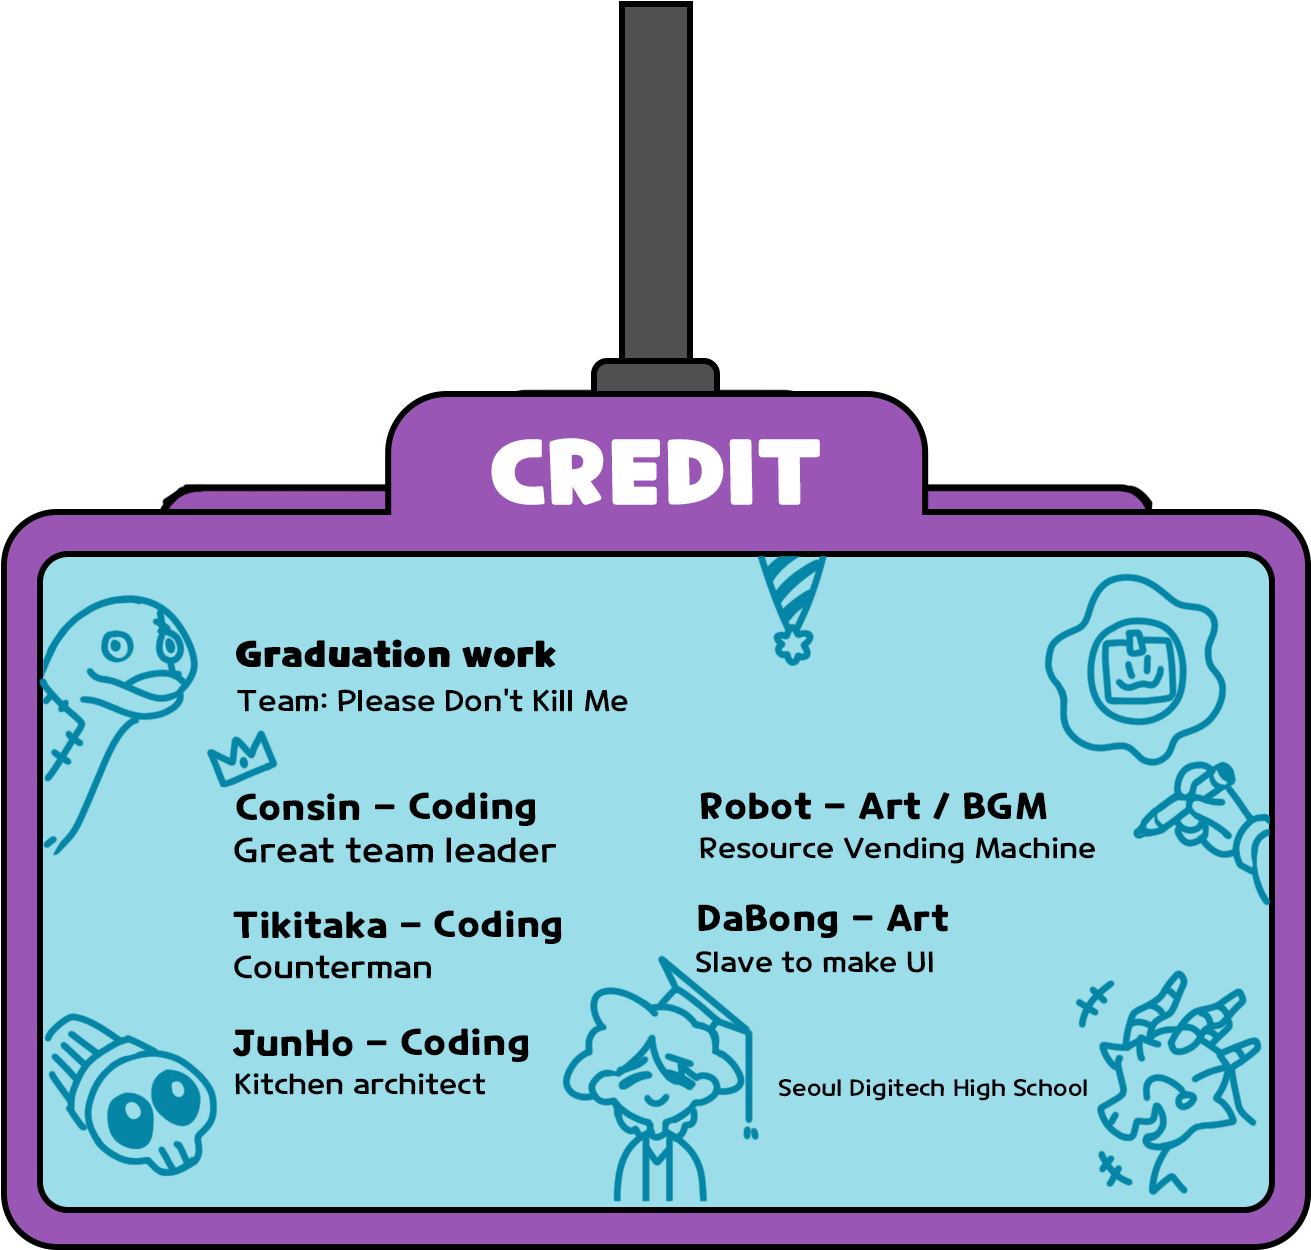 CREDIT
Graduation work
Team: Please Don't Kill Me
Consin - Coding
Great team leader
Tikitaka - Coding
Counterman
JunHo - Coding
Kitchen architect
Robot - Art / BGM
Resource Vending Machine
DaBong - Art
Slave to make UI
Seoul Digitech High School